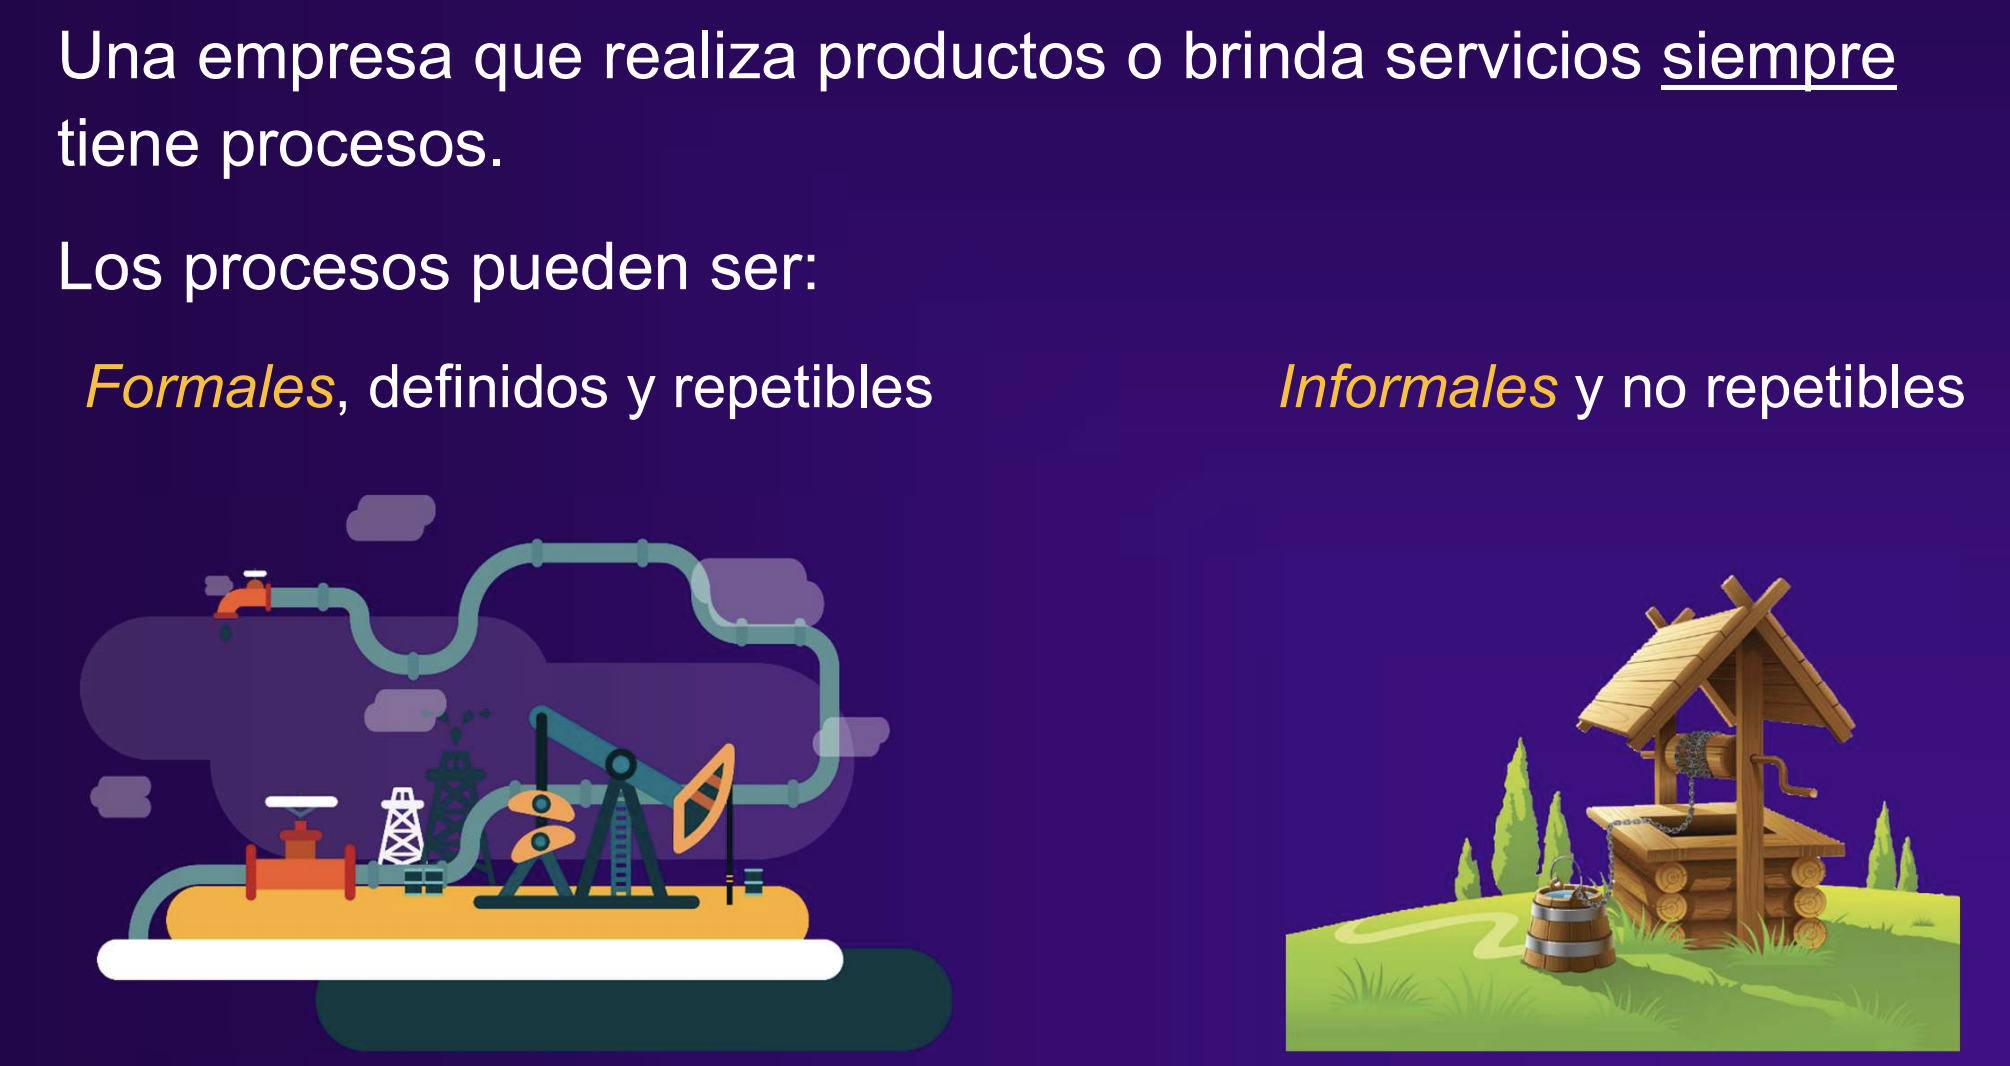 Una empresa que realiza productos o brinda servicios siempre
tiene procesos.
Los procesos pueden ser:
Formales, definidos y repetibles
Informales y no repetibles